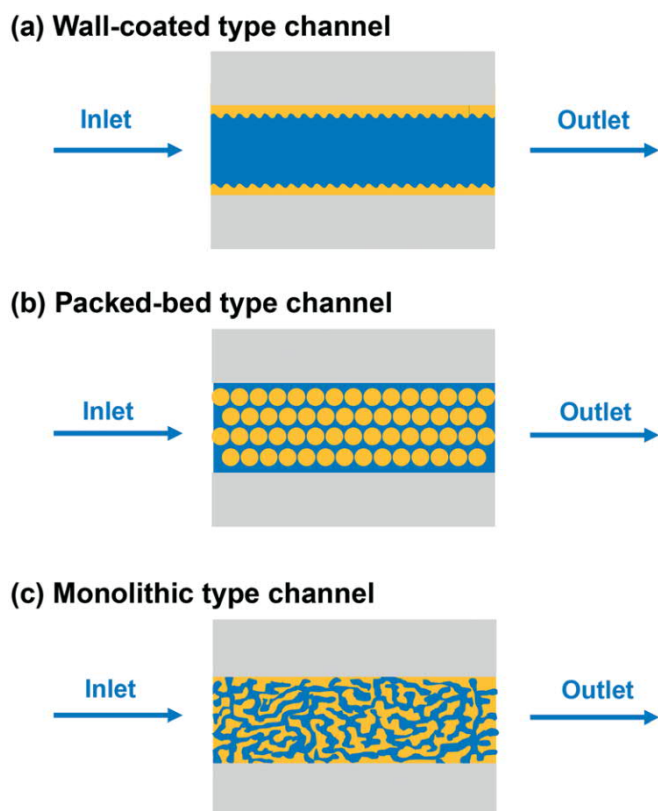 (a) Wall-coated type channel
Inlet
Outlet
(b) Packed-bed type channel
Inlet
Outlet
(c) Monolithic type channel
Inlet
Outlet